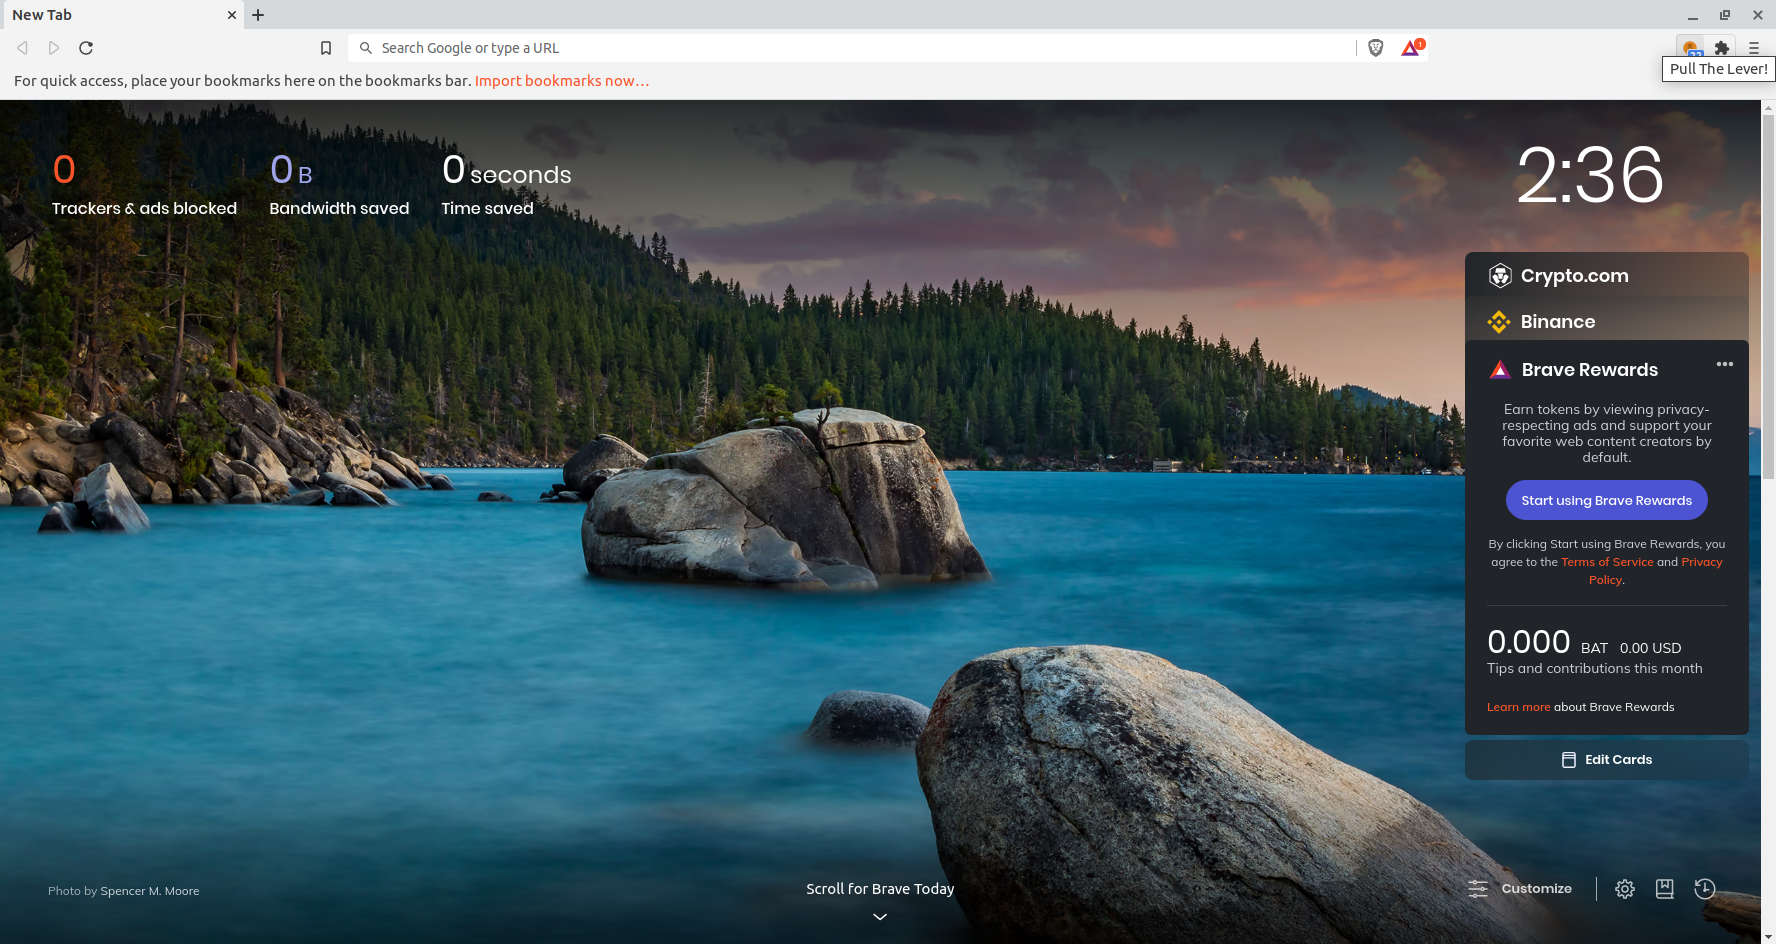 New Tab
Search Google or type a URL
1
22
Pull The Lever!
For quick access, place your bookmarks here on the bookmarks bar. Import bookmarks now...
0
0 B
0 seconds
Trackers & ads blocked
Bandwidth saved
Time saved
2:36
Crypto.com
Binance
Brave Rewards
Earn tokens by viewing privacy-
respecting ads and support your
favorite web content creators by
default.
Start using Brave Rewards
By clicking Start using Brave Rewards, you
agree to the Terms of Service and Privacy
Policy.
0.000 BAT 0.00 USD
Tips and contributions this month
Learn more about Brave Rewards
Edit Cards
Photo by Spencer M. Moore
Scroll for Brave Today
Customize